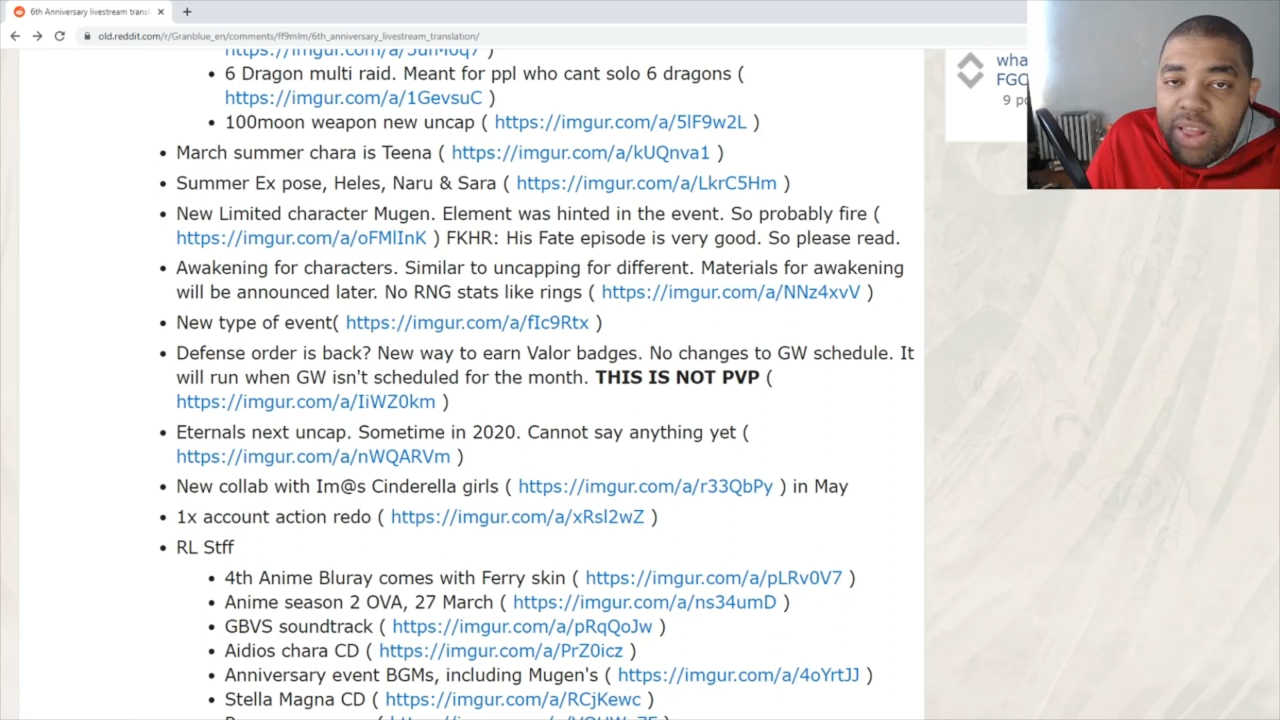 6th Anniversary livestream transl
old.reddit.com/r/Granblue_en/comments/ff9mlm/6th_anniversary_livestream_translation/
• 6 Dragon multi raid. Meant for ppl who cant solo 6 dragons (
https://imgur.com/a/1GevsuC )
• 100moon weapon new uncap ( https://imgur.com/a/5lF9w2L )
• March summer chara is Teena ( https://imgur.com/a/kUQnva1 )
• Summer Ex pose, Heles, Naru & Sara ( https://imgur.com/a/LkrC5Hm )
• New Limited character Mugen. Element was hinted in the event. So probably fire (
https://imgur.com/a/oFMlInK ) FKHR: His Fate episode is very good. So please read.
• Awakening for characters. Similar to uncapping for different. Materials for awakening
will be announced later. No RNG stats like rings ( https://imgur.com/a/NNz4xvV )
• New type of event( https://imgur.com/a/fIc9Rtx )
• Defense order is back? New way to earn Valor badges. No changes to GW schedule. It
will run when GW isn't scheduled for the month. THIS IS NOT PVP (
https://imgur.com/a/IiWZ0km )
• Eternals next uncap. Sometime in 2020. Cannot say anything yet (
https://imgur.com/a/nWQARVm )
• New collab with Im@s Cinderella girls ( https://imgur.com/a/r33QbPy ) in May
• 1x account action redo ( https://imgur.com/a/xRsl2wZ )
• RL Stff
• 4th Anime Bluray comes with Ferry skin ( https://imgur.com/a/pLRv0V7 )
• Anime season 2 OVA, 27 March ( https://imgur.com/a/ns34umD )
• GBVS soundtrack ( https://imgur.com/a/pRqQoJw )
• Aidios chara CD ( https://imgur.com/a/PrZ0icz )
• Anniversary event BGMs, including Mugen's ( https://imgur.com/a/4oYrtJJ )
• Stella Magna CD ( https://imgur.com/a/RCjKewc )
wha
FGO
9 po